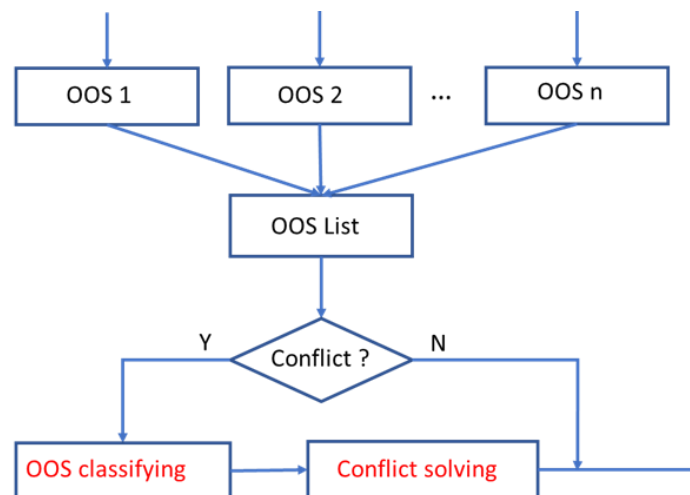 OOS 1
OOS 2
...
OOS n
OOS List
Y
Conflict ?
N
OOS classifying
Conflict solving